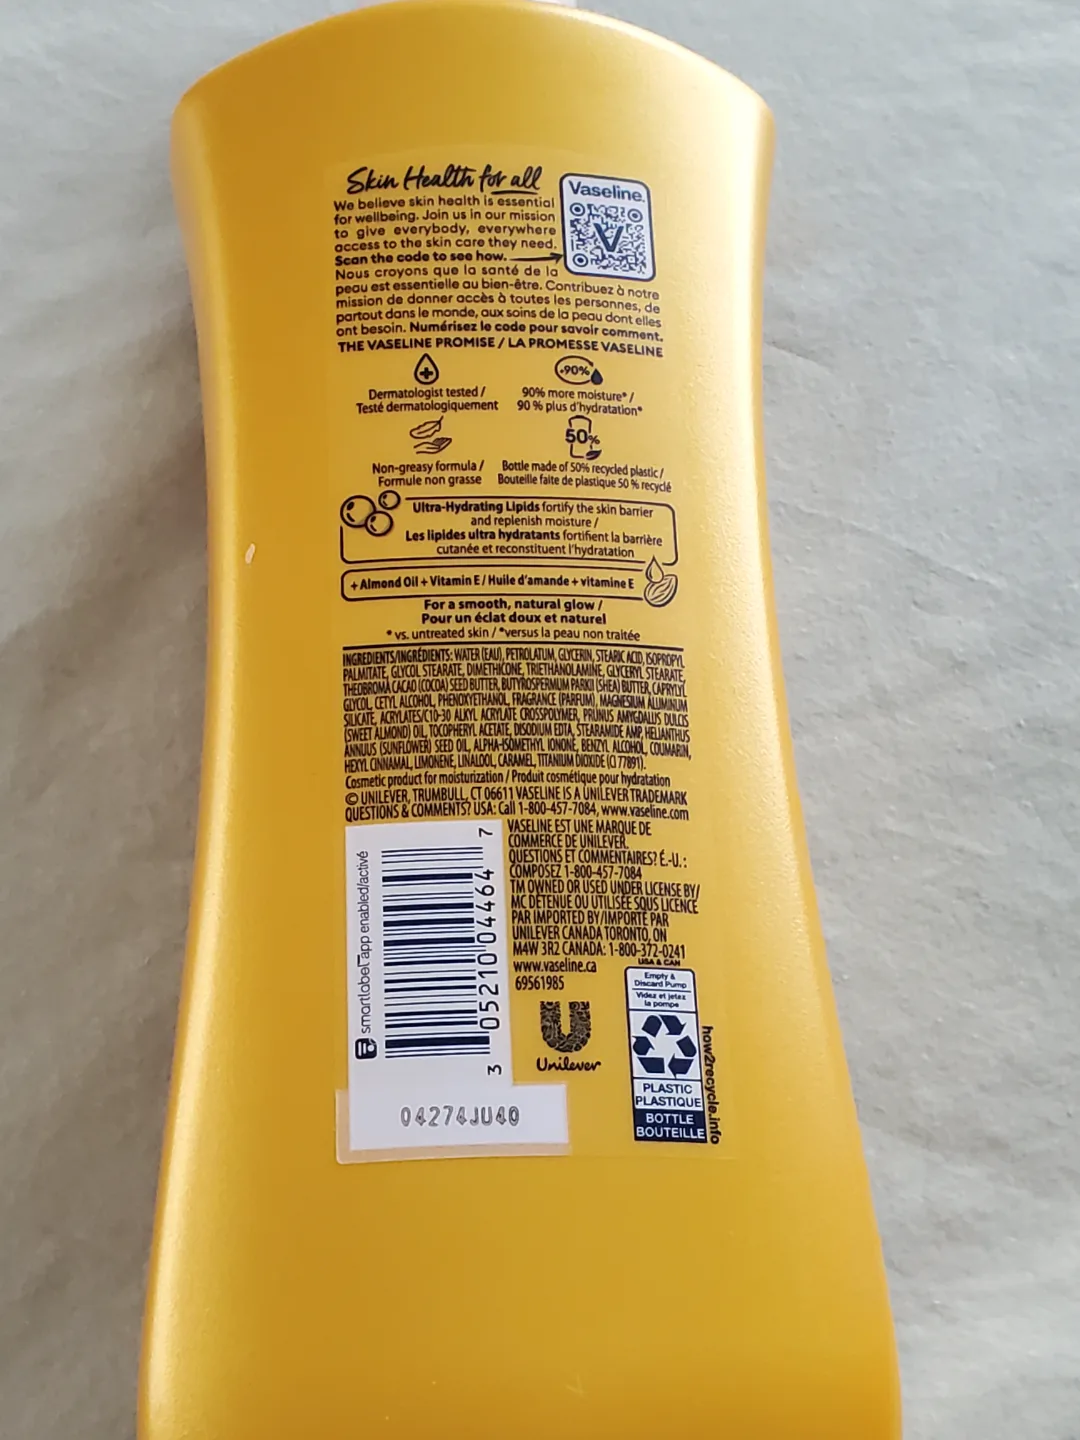 Skin Health for all
Vaseline.
We believe skin health is essential
for wellbeing. Join us in our mission
to give everybody, everywhere
access to the skin care they need.
Scan the code to see how.
V
Nous croyons que la santé de la
peau est essentielle au bien-être. Contribuez à notre
mission de donner accès à toutes les personnes, de
partout dans le monde, aux soins de la peau dont elles
ont besoin. Numérisez le code pour savoir comment.
THE VASELINE PROMISE / LA PROMESSE VASELINE
+90%
Dermatologist tested /
Testé dermatologiquement
90% more moisture* /
90 % plus d'hydratation*
50%
Non-greasy formula /
Formule non grasse
Bottle made of 50% recycled plastic /
Bouteille faite de plastique 50 % recyclé
Ultra-Hydrating Lipids fortify the skin barrier
and replenish moisture /
Les lipides ultra hydratants fortifient la barrière
cutanée et reconstituent l'hydratation
+ Almond Oil + Vitamin E / Huile d'amande + vitamine E
For a smooth, natural glow /
Pour un éclat doux et naturel
* vs. untreated skin / *versus la peau non traitée
INGREDIENTS/INGRÉDIENTS: WATER (EAU), PETROLATUM, GLYCERIN, STEARIC ACID, ISOPROPYL
PALMITATE, GLYCOL STEARATE, DIMETHICONE, TRIETHANOLAMINE, GLYCERYL STEARATE,
THEOBROMA CACAO (COCOA) SEED BUTTER, BUTYROSPERMUM PARKII (SHEA) BUTTER, CAPRYLYL
GLYCOL, CETYL ALCOHOL, PHENOXYETHANOL, FRAGRANCE (PARFUM), MAGNESIUM ALUMINUM
SILICATE, ACRYLATES/C10-30 ALKYL ACRYLATE CROSSPOLYMER, PRUNUS AMYGDALUS DULCIS
(SWEET ALMOND) OIL, TOCOPHERYL ACETATE, DISODIUM EDTA, STEARAMIDE AMP, HELIANTHUS
ANNUUS (SUNFLOWER) SEED OIL, ALPHA-ISOMETHYL IONONE, BENZYL ALCOHOL, COUMARIN,
HEXYL CINNAMAL, LIMONENE, LINALOOL, CARAMEL, TITANIUM DIOXIDE (CI 77891).
Cosmetic product for moisturization / Produit cosmétique pour hydratation
© UNILEVER, TRUMBULL, CT 06611 VASELINE IS A UNILEVER TRADEMARK
QUESTIONS & COMMENTS? USA: Call 1-800-457-7084, www.vaseline.com
VASELINE EST UNE MARQUE DE
COMMERCE DE UNILEVER.
QUESTIONS ET COMMENTAIRES? É.-U. :
COMPOSEZ 1-800-457-7084
TM OWNED OR USED UNDER LICENSE BY/
MC DÉTENUE OU UTILISÉE SOUS LICENCE
PAR IMPORTED BY/IMPORTÉ PAR
UNILEVER CANADA TORONTO, ON
M4W 3R2 CANADA: 1-800-372-0241
www.vaseline.ca
69561985
smartlabel app enabled/activé
3 05210 04464 7
Unilever
USA & CAN
Empty &
Discard Pump
Videz et jetez
la pompe
PLASTIC
PLASTIQUE
BOTTLE
BOUTEILLE
how2recycle.info
04274JU40